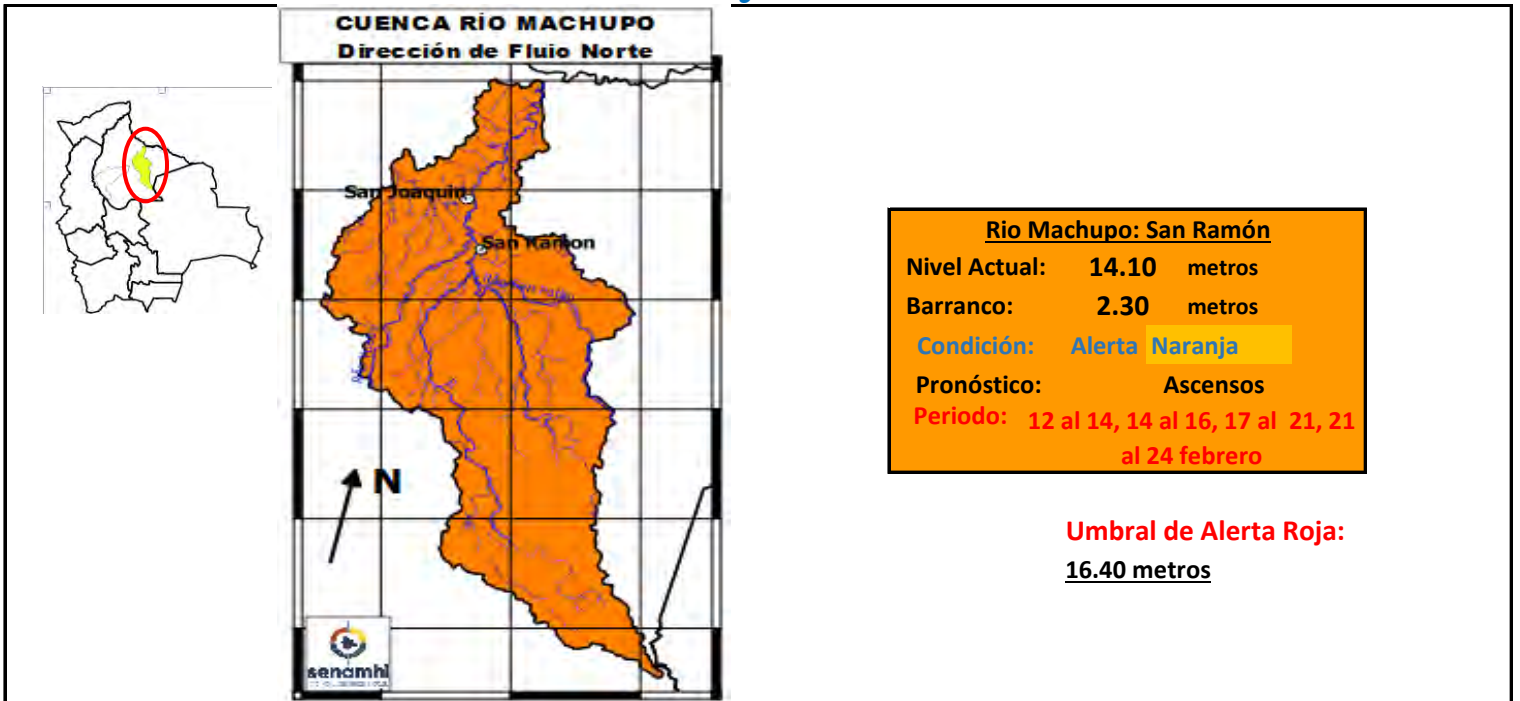 CUENCA RIO MACHUPO
Dirección de Flujo Norte
San Joaquin
San Ramon
N
senamhi
Rio Machupo: San Ramón
Nivel Actual: 14.10 metros
Barranco: 2.30 metros
Condición: Alerta Naranja
Pronóstico: Ascensos
Periodo: 12 al 14, 14 al 16, 17 al 21, 21
al 24 febrero
Umbral de Alerta Roja:
16.40 metros